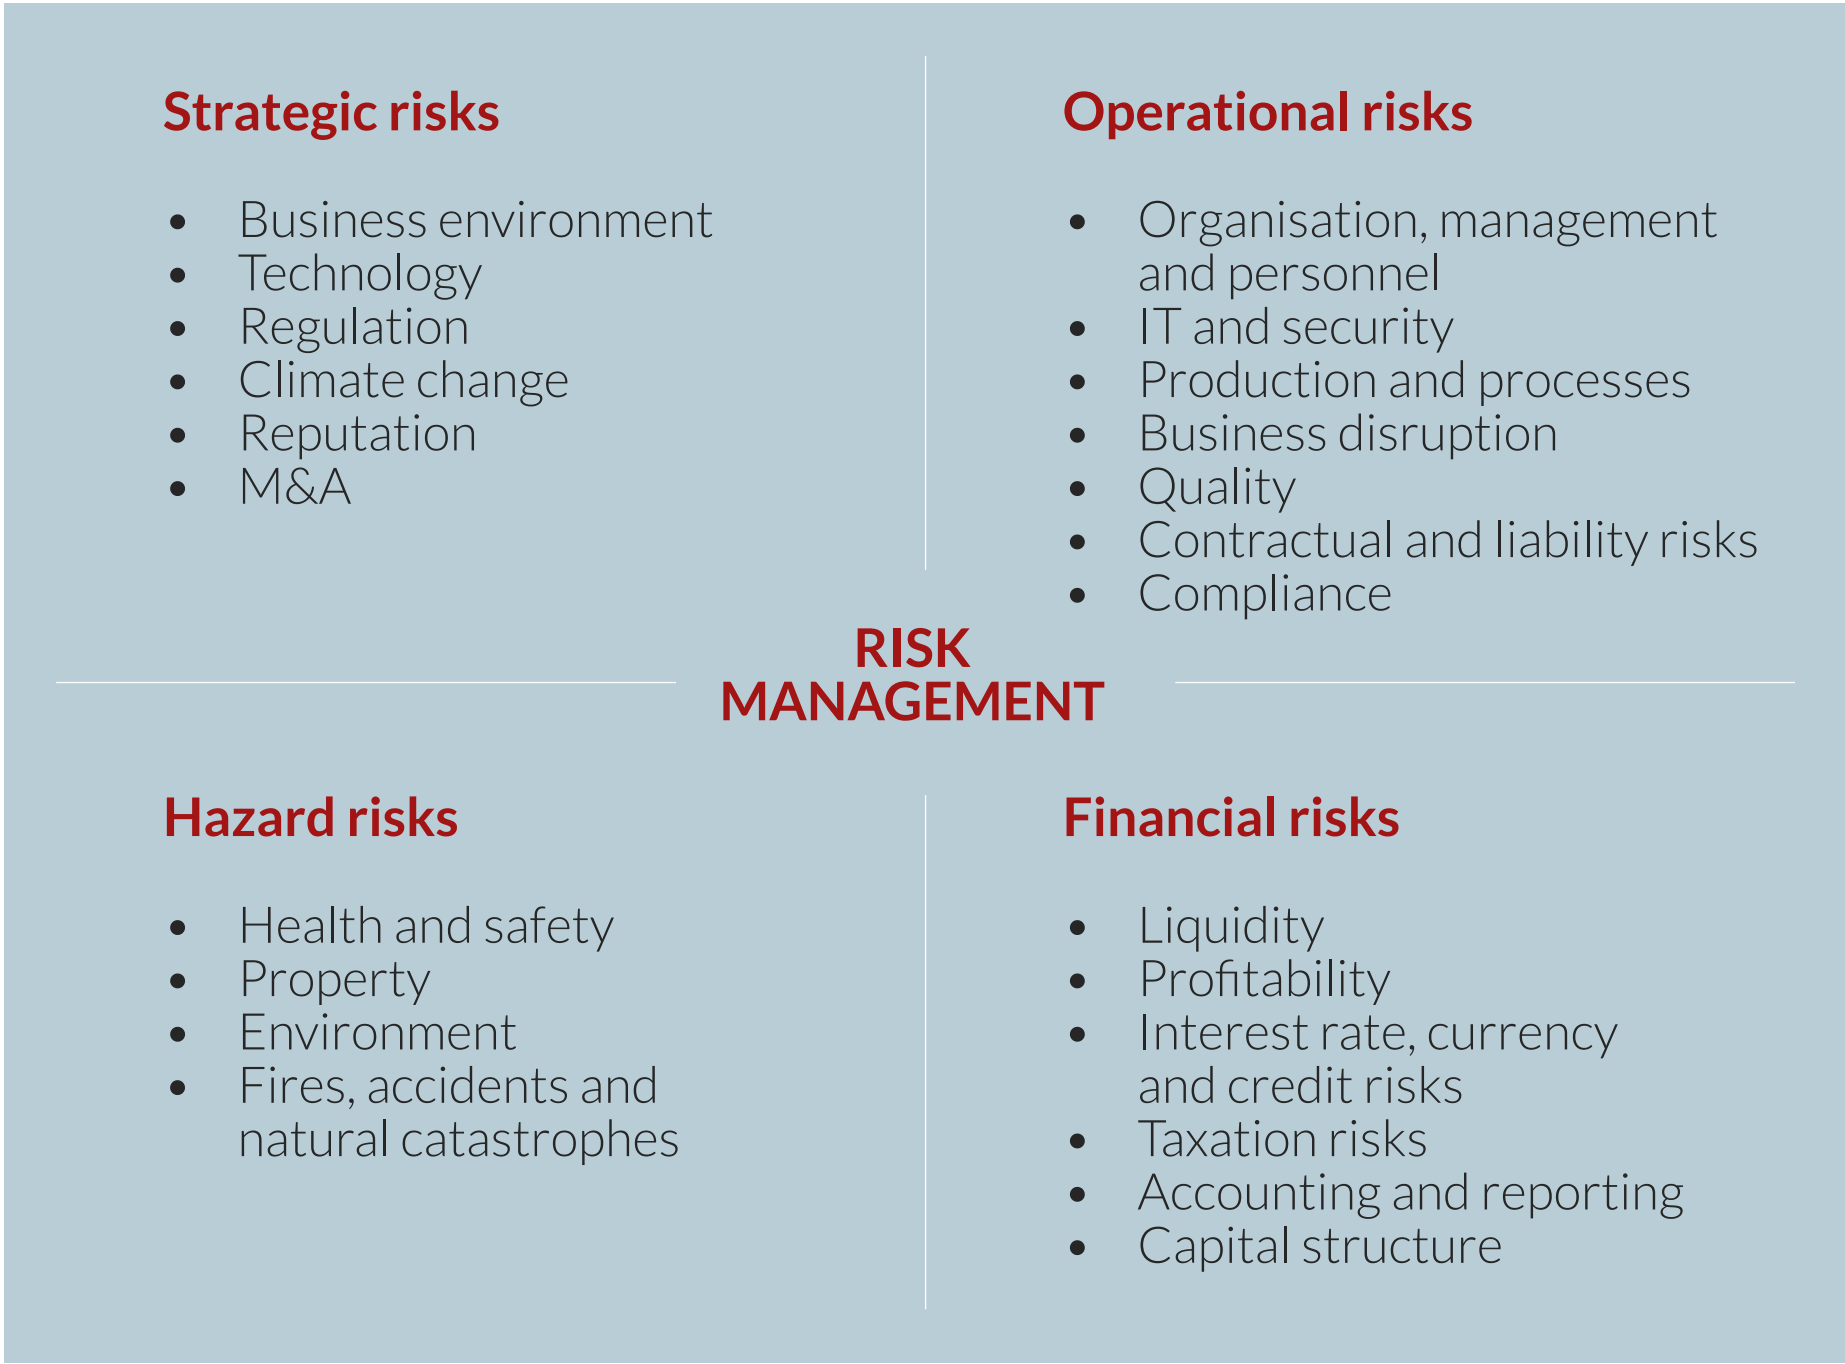 Strategic risks
• Business environment
• Technology
• Regulation
• Climate change
• Reputation
• M&A
Operational risks
• Organisation, management
and personnel
• IT and security
• Production and processes
• Business disruption
• Quality
• Contractual and liability risks
• Compliance
RISK
MANAGEMENT
Hazard risks
• Health and safety
• Property
• Environment
• Fires, accidents and
natural catastrophes
Financial risks
• Liquidity
• Profitability
• Interest rate, currency
and credit risks
• Taxation risks
• Accounting and reporting
• Capital structure